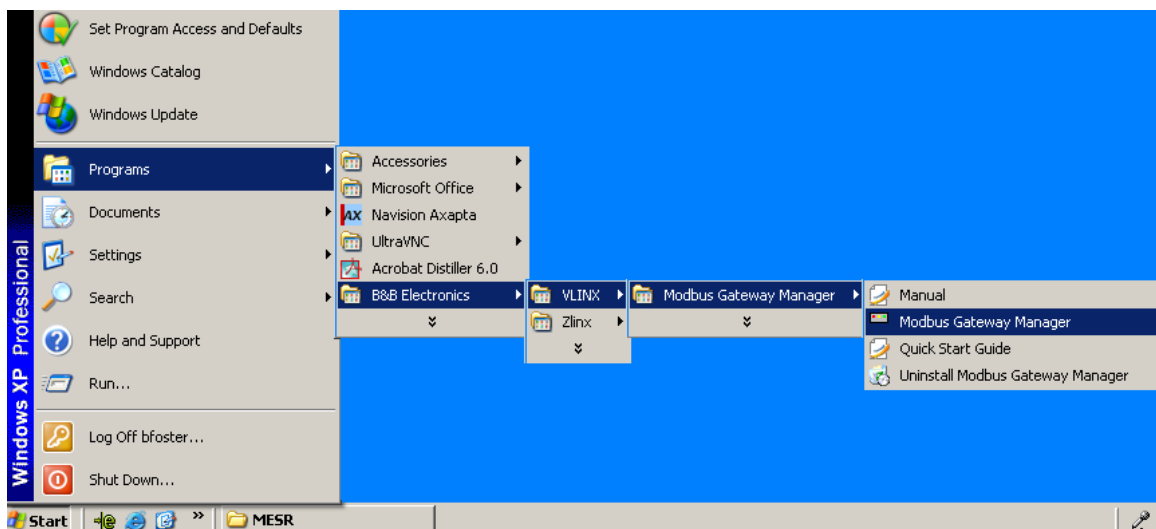 Set Program Access and Defaults
Windows Catalog
Windows Update
Programs
Documents
Settings
Search
Help and Support
Run...
Log Off bfoster...
Shut Down...
Windows XP Professional
Accessories
Microsoft Office
AX Navision Axapta
UltraVNC
Acrobat Distiller 6.0
B&B Electronics
VLINX
Zlinx
Modbus Gateway Manager
Manual
Modbus Gateway Manager
Quick Start Guide
Uninstall Modbus Gateway Manager
Start
MESR